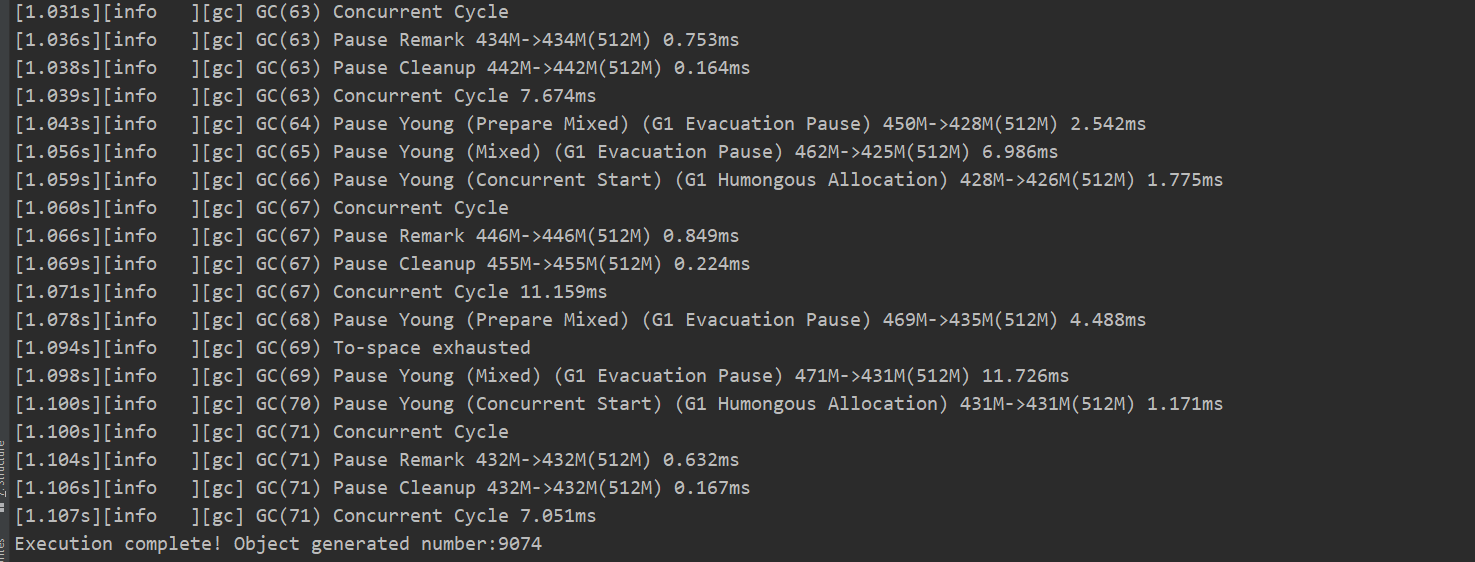 [1.031s][info   ][gc] GC(63) Concurrent Cycle
[1.036s][info   ][gc] GC(63) Pause Remark 434M->434M(512M) 0.753ms
[1.038s][info   ][gc] GC(63) Pause Cleanup 442M->442M(512M) 0.164ms
[1.039s][info   ][gc] GC(63) Concurrent Cycle 7.674ms
[1.043s][info   ][gc] GC(64) Pause Young (Prepare Mixed) (G1 Evacuation Pause) 450M->428M(512M) 2.542ms
[1.056s][info   ][gc] GC(65) Pause Young (Mixed) (G1 Evacuation Pause) 462M->425M(512M) 6.986ms
[1.059s][info   ][gc] GC(66) Pause Young (Concurrent Start) (G1 Humongous Allocation) 428M->426M(512M) 1.775ms
[1.060s][info   ][gc] GC(67) Concurrent Cycle
[1.066s][info   ][gc] GC(67) Pause Remark 446M->446M(512M) 0.849ms
[1.069s][info   ][gc] GC(67) Pause Cleanup 455M->455M(512M) 0.224ms
[1.071s][info   ][gc] GC(67) Concurrent Cycle 11.159ms
[1.078s][info   ][gc] GC(68) Pause Young (Prepare Mixed) (G1 Evacuation Pause) 469M->435M(512M) 4.488ms
[1.094s][info   ][gc] GC(69) To-space exhausted
[1.098s][info   ][gc] GC(69) Pause Young (Mixed) (G1 Evacuation Pause) 471M->431M(512M) 11.726ms
[1.100s][info   ][gc] GC(70) Pause Young (Concurrent Start) (G1 Humongous Allocation) 431M->431M(512M) 1.171ms
[1.100s][info   ][gc] GC(71) Concurrent Cycle
[1.104s][info   ][gc] GC(71) Pause Remark 432M->432M(512M) 0.632ms
[1.106s][info   ][gc] GC(71) Pause Cleanup 432M->432M(512M) 0.167ms
[1.107s][info   ][gc] GC(71) Concurrent Cycle 7.051ms
Execution complete! Object generated number:9074